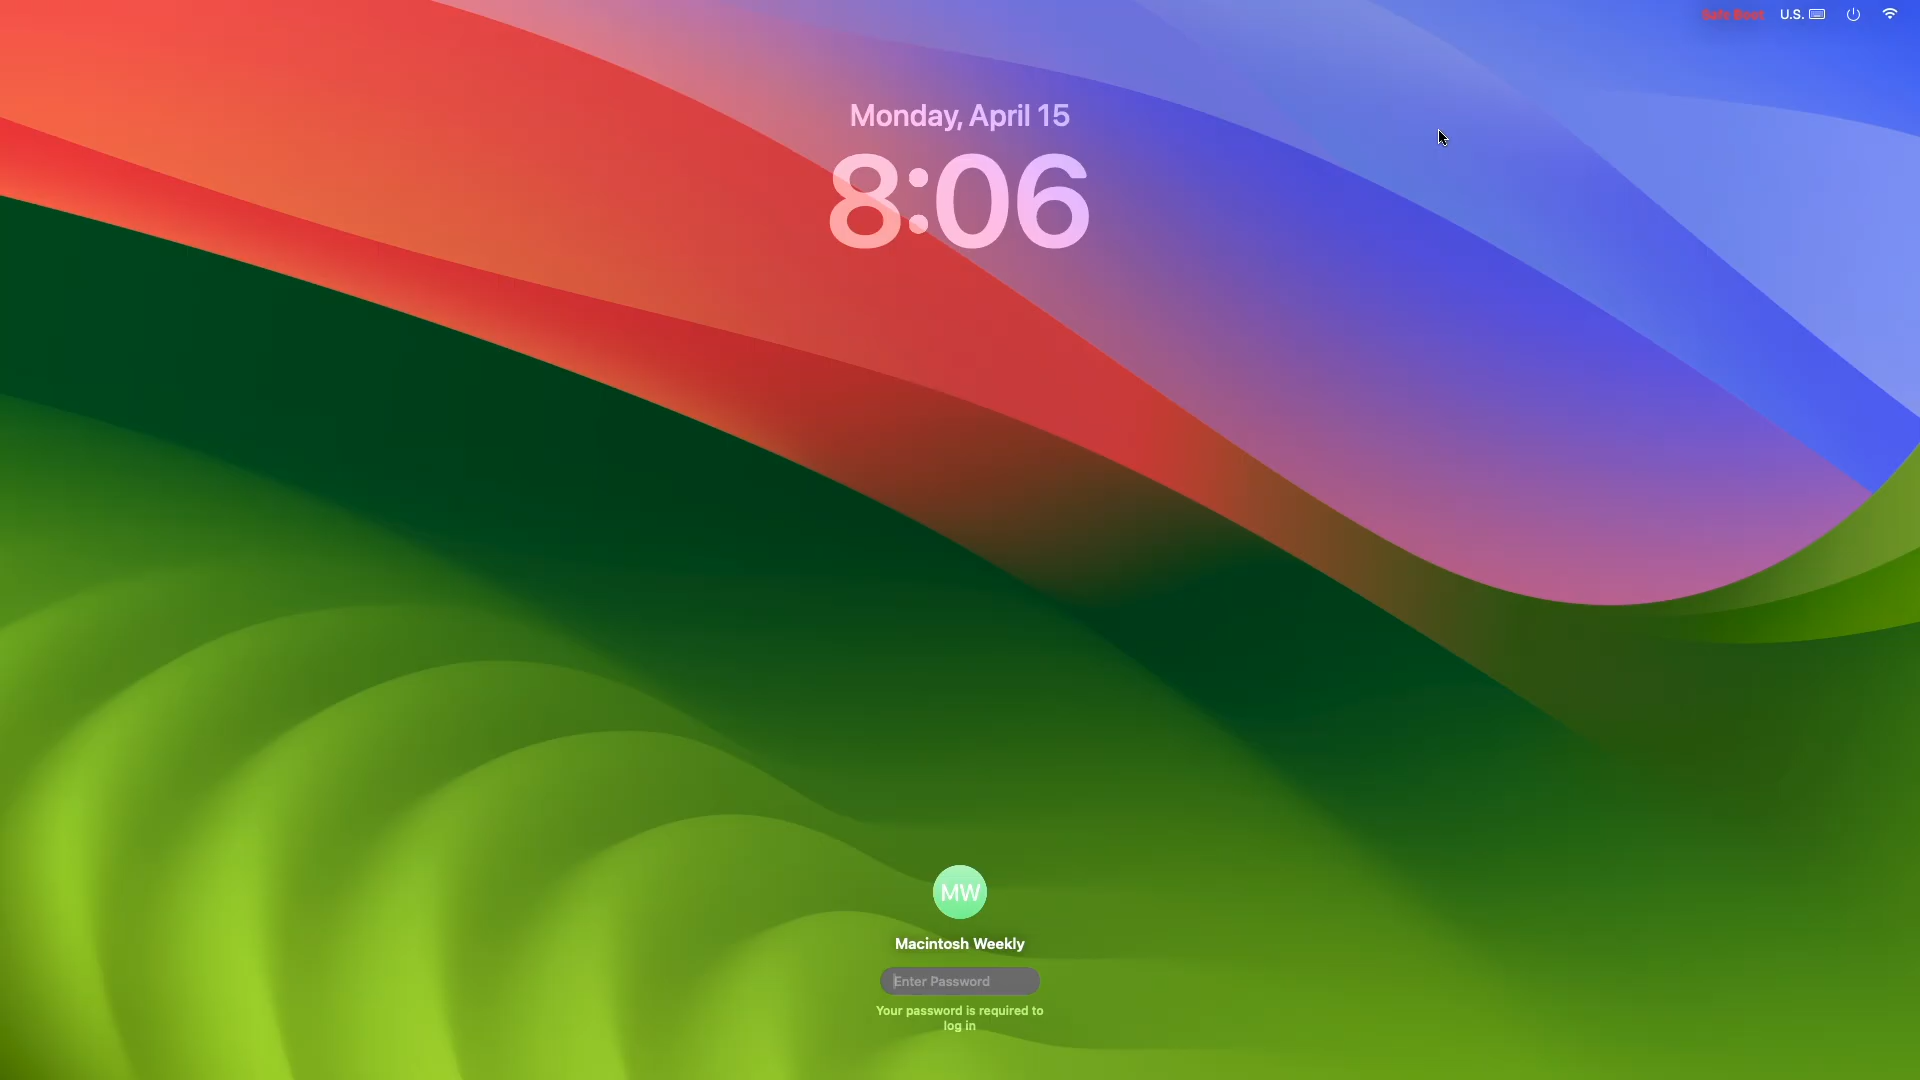 Safe Boot U.S.
Monday, April 15
8:06
MW
Macintosh Weekly
Enter Password
Your password is required to
log in